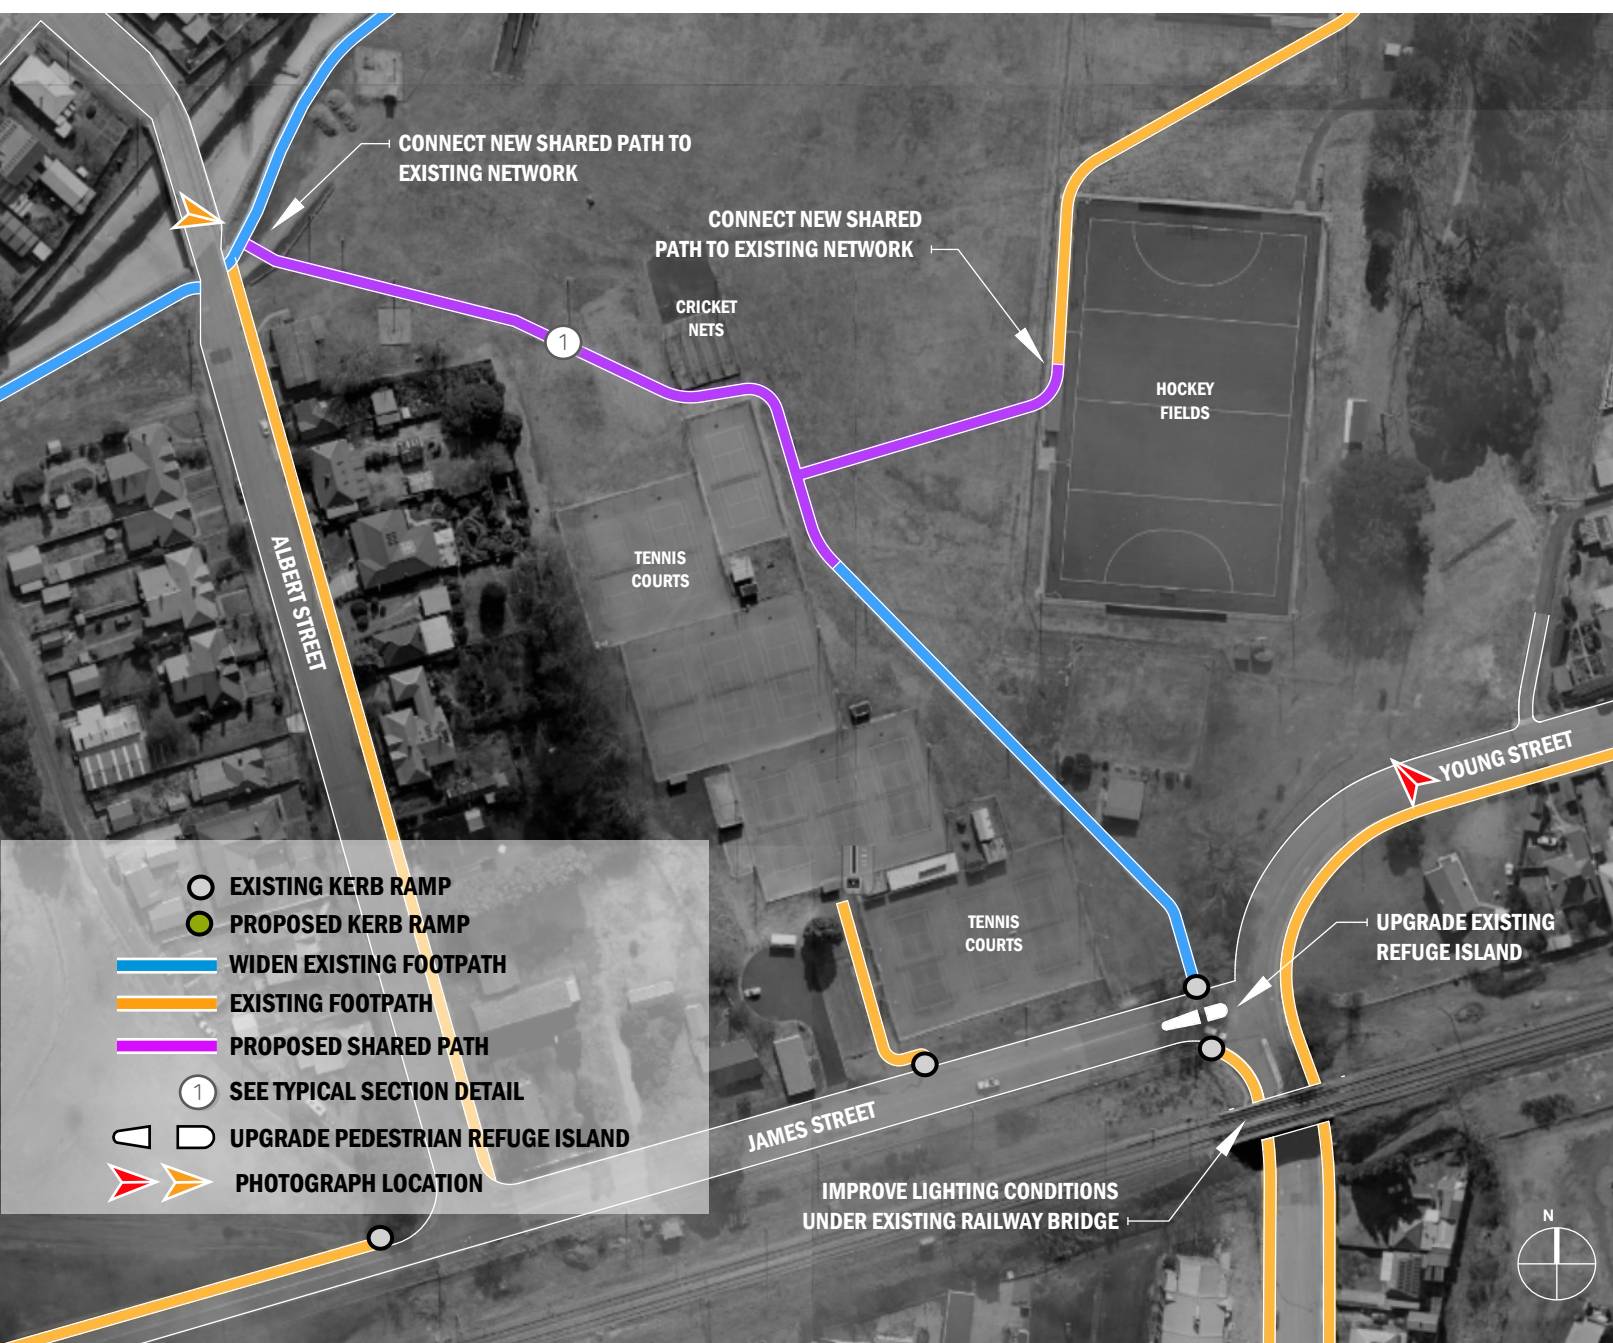 CONNECT NEW SHARED PATH TO
EXISTING NETWORK
CONNECT NEW SHARED
PATH TO EXISTING NETWORK
CRICKET
NETS
1
HOCKEY
FIELDS
TENNIS
COURTS
ALBERT STREET
YOUNG STREET
TENNIS
COURTS
UPGRADE EXISTING
REFUGE ISLAND
JAMES STREET
IMPROVE LIGHTING CONDITIONS
UNDER EXISTING RAILWAY BRIDGE
EXISTING KERB RAMP
PROPOSED KERB RAMP
WIDEN EXISTING FOOTPATH
EXISTING FOOTPATH
PROPOSED SHARED PATH
1 SEE TYPICAL SECTION DETAIL
UPGRADE PEDESTRIAN REFUGE ISLAND
PHOTOGRAPH LOCATION
N